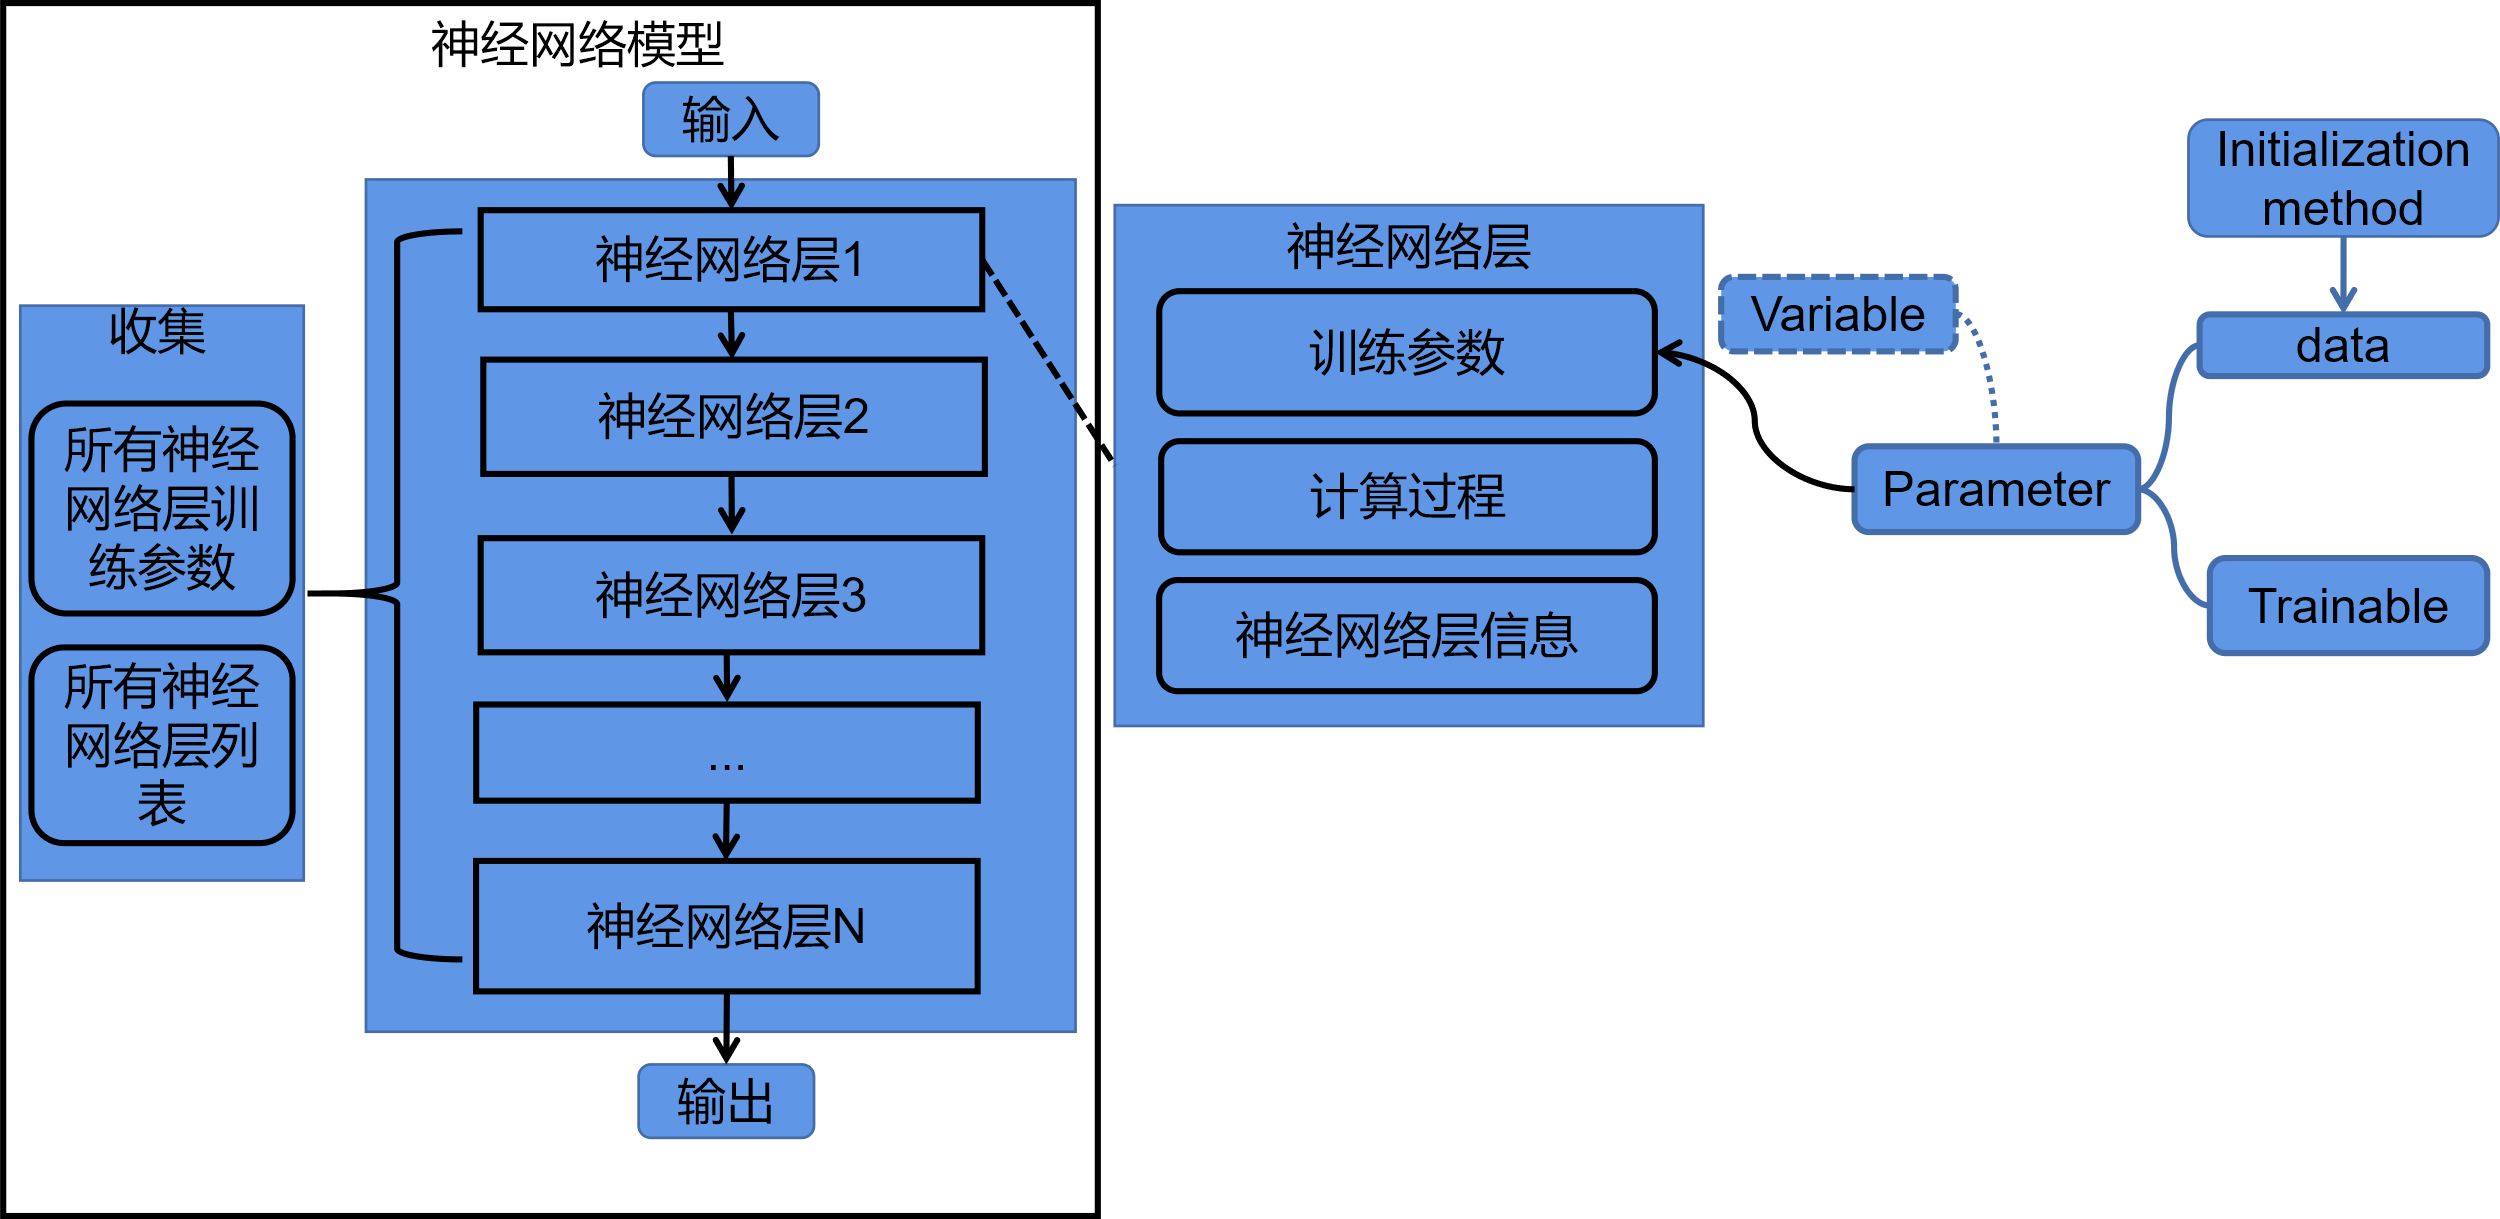 神经网络模型
输入
神经网络层1
神经网络层2
神经网络层3
...
神经网络层N
输出
收集
所有神经
网络层训
练参数
所有神经
网络层列
表
神经网络层
训练参数
计算过程
神经网络层信息
Variable
Parameter
Initialization
method
data
Trainable